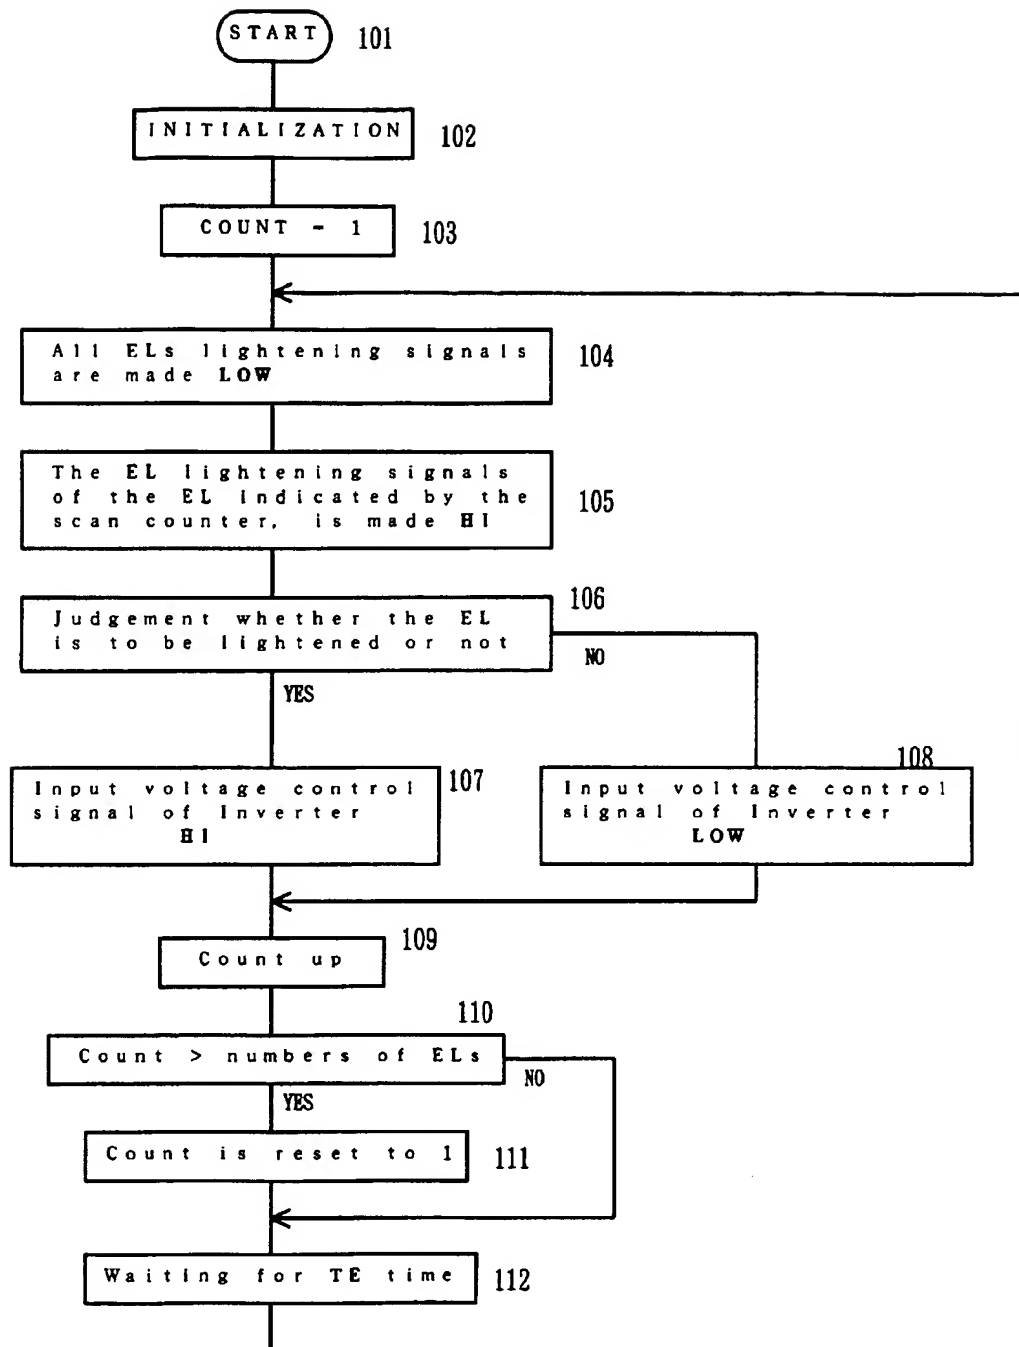 START
101
INITIALIZATION
102
COUNT - 1
103
All ELs lightening signals
are made LOW
104
The EL lightening signals
of the EL indicated by the
scan counter, is made HI
105
106
Judgement whether the EL
is to be lightened or not
NO
YES
107
Input voltage control
signal of Inverter
HI
108
Input voltage control
signal of Inverter
LOW
109
Count up
110
Count > numbers of ELs
NO
YES
Count is reset to 1
111
Waiting for TE time
112